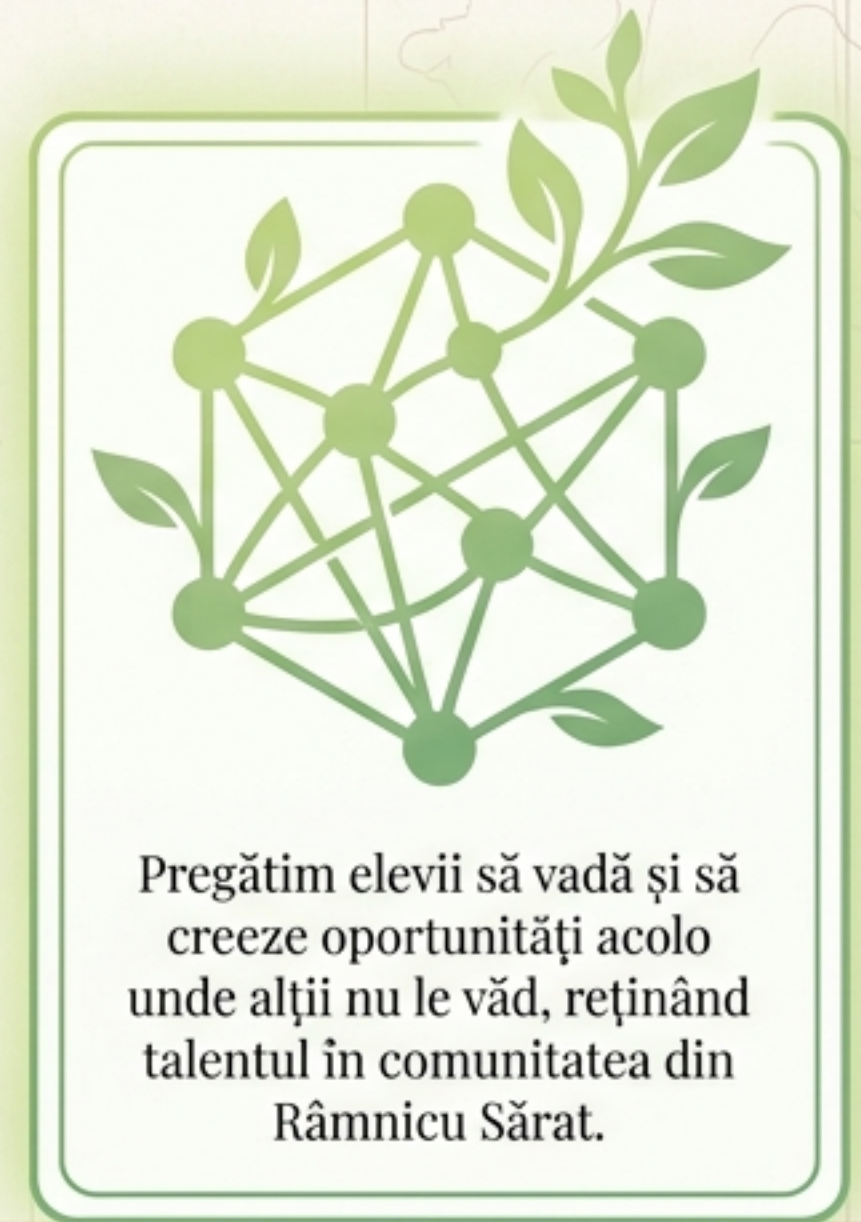 Pregătim elevii să vadă și să
creeze oportunități acolo
unde alții nu le văd, reținând
talentul în comunitatea din
Râmnicu Sărat.